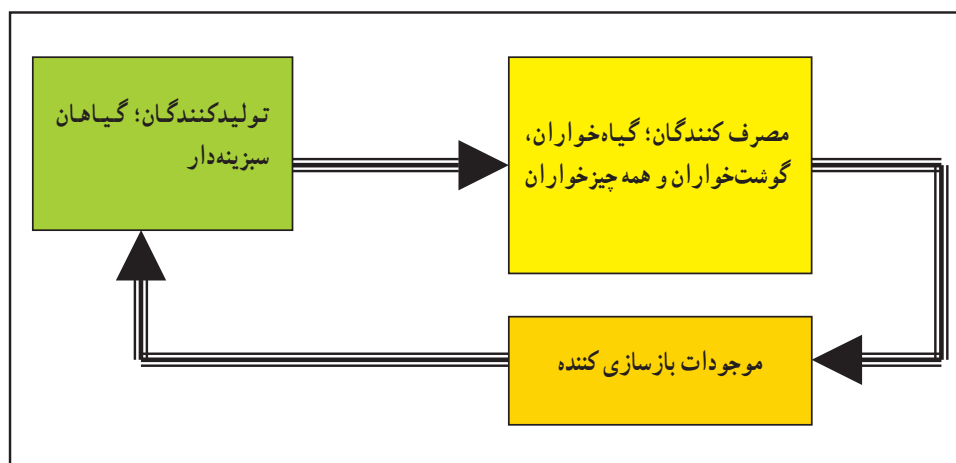 تولیدکنندگان؛ گیاهان
سبزینه‌دار
مصرف کنندگان؛ گیاه‌خواران،
گوشت‌خواران و همه‌چیزخواران
موجودات بازسازی کننده